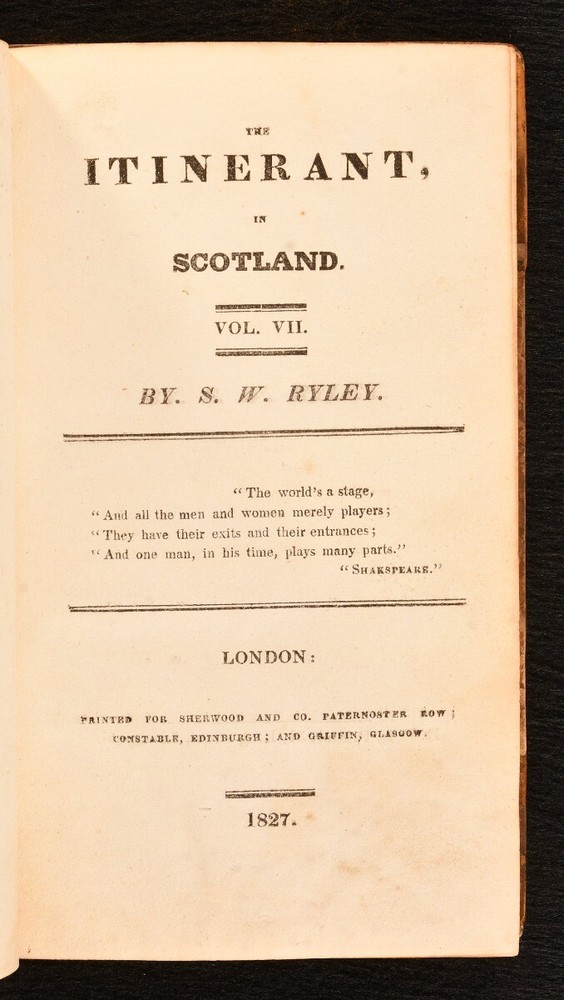 THE
ITINERANT,
IN
SCOTLAND.
VOL. VII.
BY. S. W. RYLEY.
“ The world's a stage,
“ And all the men and women merely players;
“ They have their exits and their entrances;
“ And one man, in his time, plays many parts.”
“ SHAKSPEARE.”
LONDON:
PRINTED FOR SHERWOOD AND CO. PATERNOSTER ROW;
CONSTABLE, EDINBURGH; AND GRIFFIN, GLASGOW.
1827.